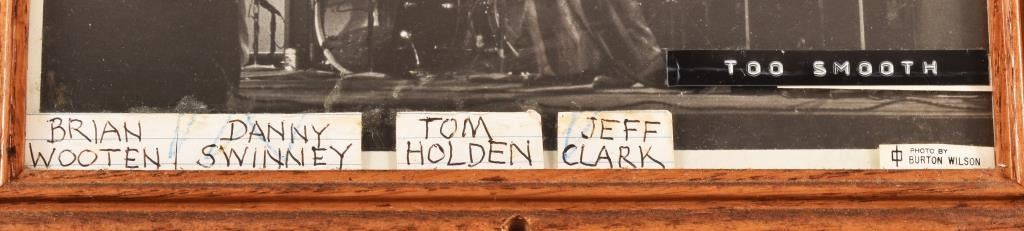 TOO SMOOTH
BRIAN WOOTEN
DANNY SWINNEY
TOM HOLDEN
JEFF CLARK
PHOTO BY
BURTON WILSON